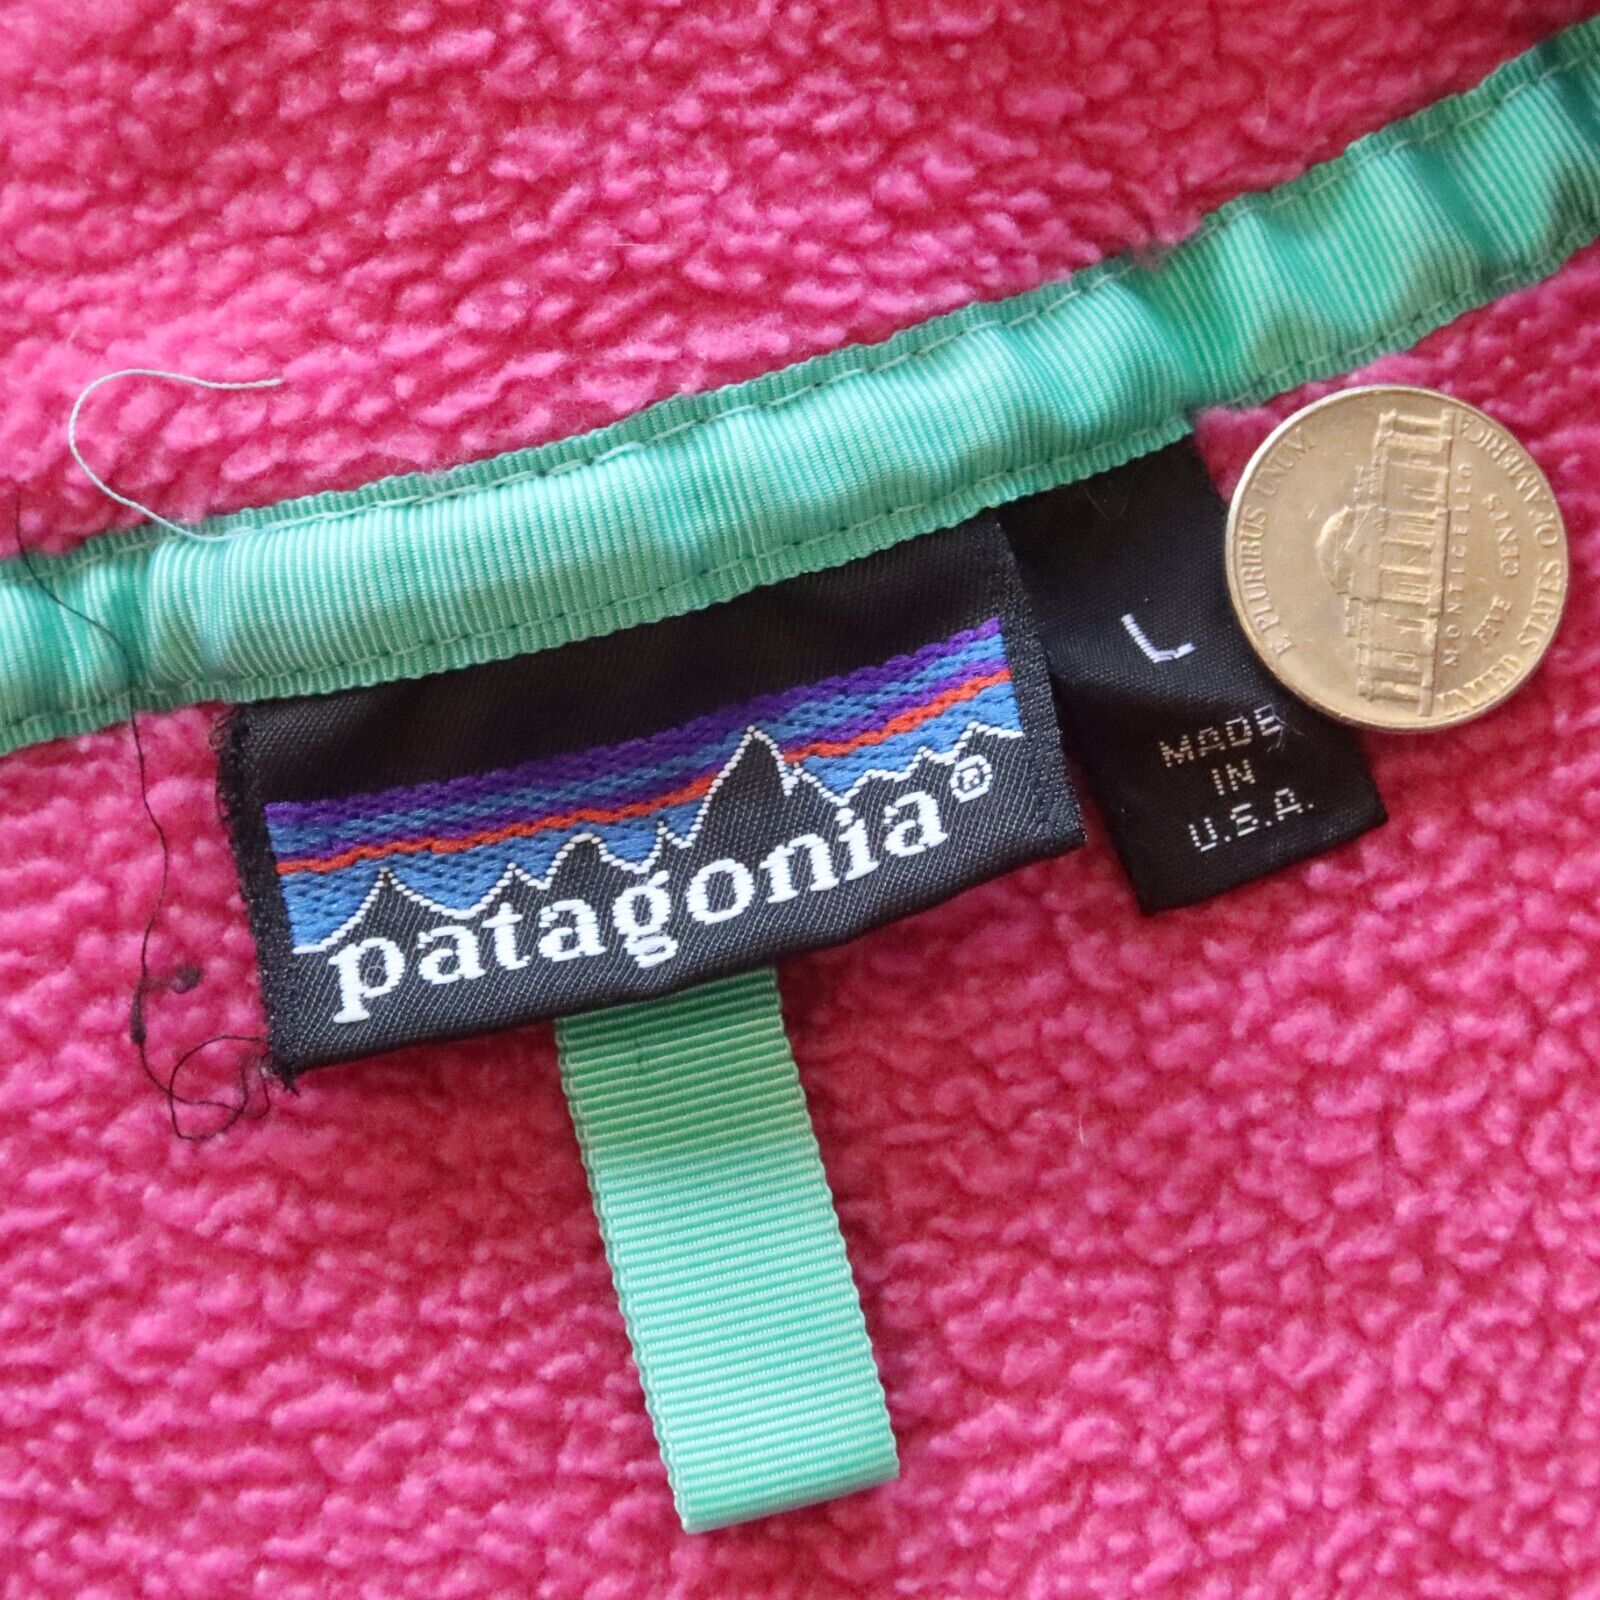 patagonia®
L
MADE
IN
U.S.A.
E PLURIBUS UNUM
MONTICELLO
FIVE CENTS
UNITED STATES OF AMERICA